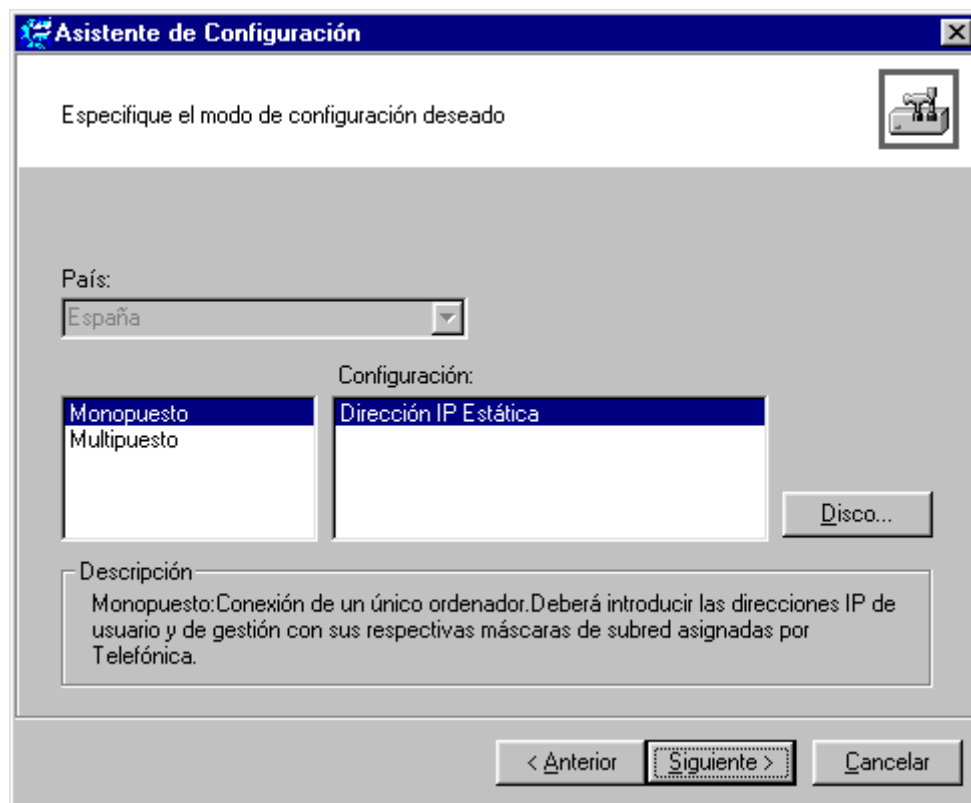 Asistente de Configuración
Especifique el modo de configuración deseado
País:
España
Configuración:
Monopuesto
Multipuesto
Dirección IP Estática
Disco...
Descripción
Monopuesto:Conexión de un único ordenador.Deberá introducir las direcciones IP de
usuario y de gestión con sus respectivas máscaras de subred asignadas por
Telefónica.
< Anterior
Siguiente >
Cancelar